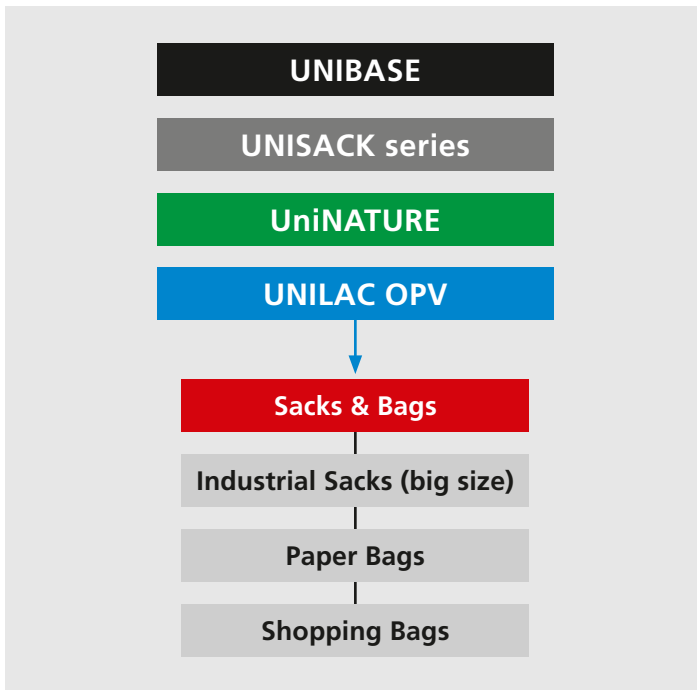 UNIBASE
UNISACK series
UniNATURE
UNILAC OPV
Sacks & Bags
Industrial Sacks (big size)
Paper Bags
Shopping Bags